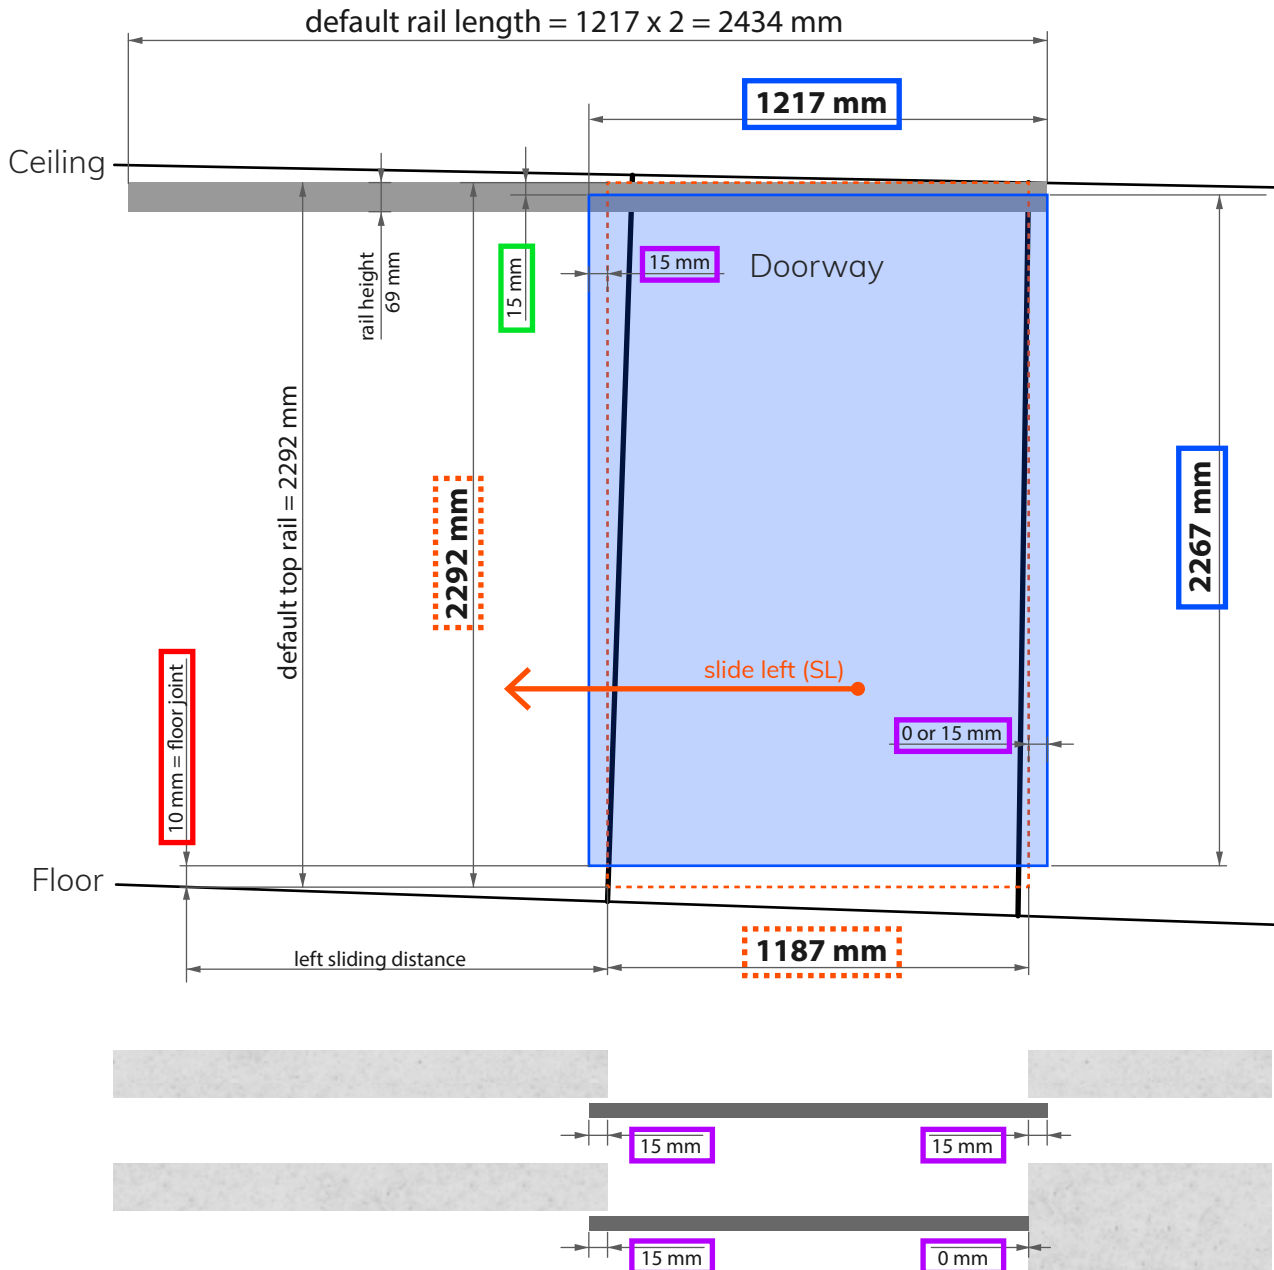 default rail length = 1217 x 2 = 2434 mm
1217 mm
Ceiling
rail height
69 mm
15 mm
15 mm
Doorway
default top rail = 2292 mm
2292 mm
2267 mm
slide left (SL)
10 mm = floor joint
0 or 15 mm
Floor
left sliding distance
1187 mm
15 mm
15 mm
15 mm
0 mm